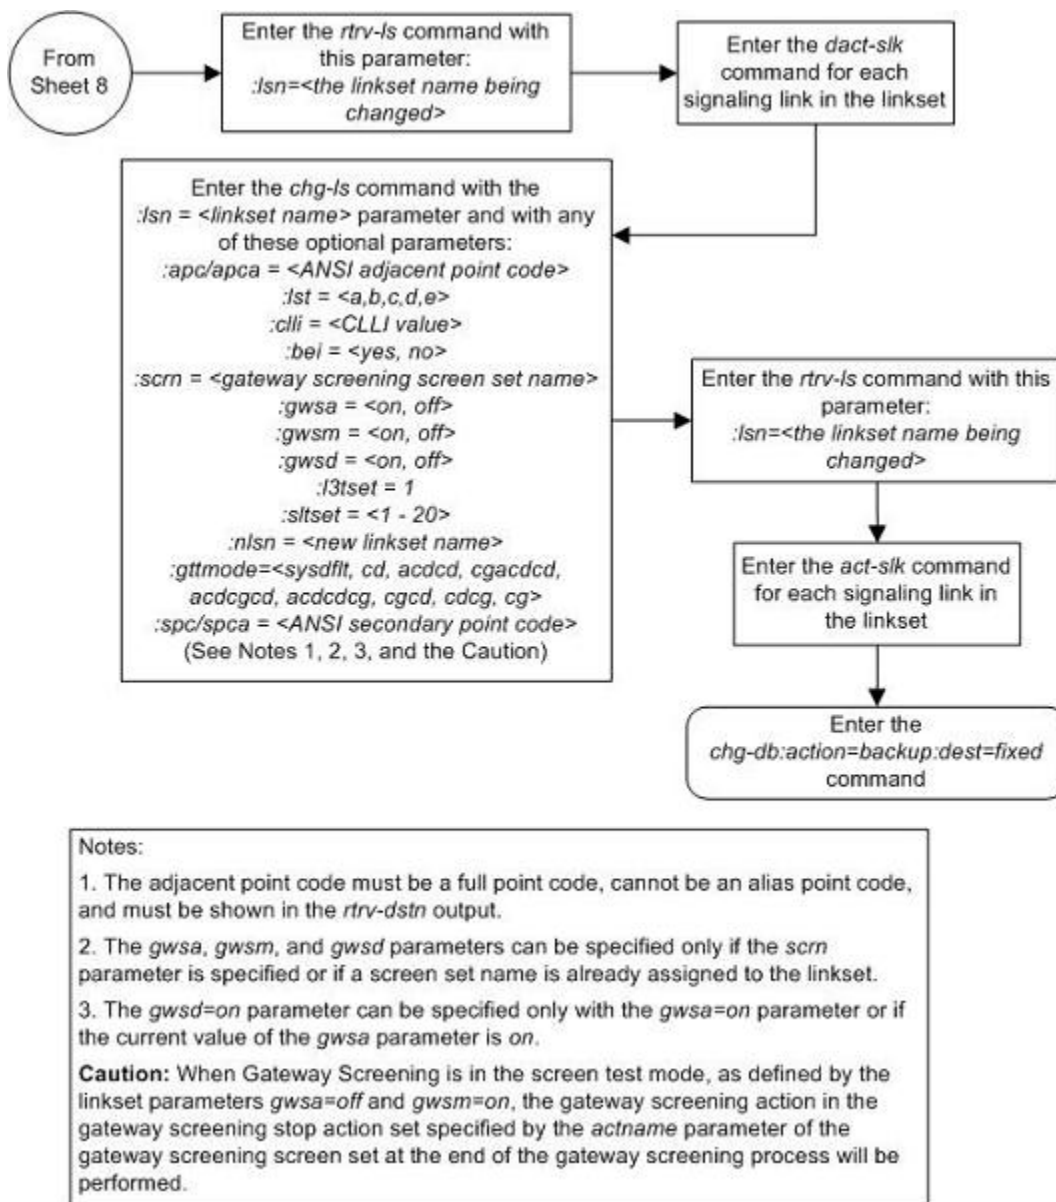 From
Sheet 8
Enter the rtrv-ls command with
this parameter:
:lsn=<the linkset name being
changed>
Enter the dact-slk
command for each
signaling link in the linkset
Enter the chg-ls command with the
:lsn = <linkset name> parameter and with any
of these optional parameters:
:apc/apca = <ANSI adjacent point code>
:lst = <a,b,c,d,e>
:clli = <CLLI value>
:bei = <yes, no>
:scrn = <gateway screening screen set name>
:gwsa = <on, off>
:gwsm = <on, off>
:gwsd = <on, off>
:l3tset = 1
:sltset = <1 - 20>
:nlsn = <new linkset name>
:gttmode=<sysdflt, cd, acdcd, cgacdcd,
acdcgcd, acdcdcg, cgcd, cdcg, cg>
:spc/spca = <ANSI secondary point code>
(See Notes 1, 2, 3, and the Caution)
Enter the rtrv-ls command with this
parameter:
:lsn=<the linkset name being
changed>
Enter the act-slk command
for each signaling link in
the linkset
Enter the
chg-db:action=backup:dest=fixed
command
Notes:
1. The adjacent point code must be a full point code, cannot be an alias point code,
and must be shown in the rtrv-dstn output.
2. The gwsa, gwsm, and gwsd parameters can be specified only if the scrn
parameter is specified or if a screen set name is already assigned to the linkset.
3. The gwsd=on parameter can be specified only with the gwsa=on parameter or if
the current value of the gwsa parameter is on.
Caution: When Gateway Screening is in the screen test mode, as defined by the
linkset parameters gwsa=off and gwsm=on, the gateway screening action in the
gateway screening stop action set specified by the actname parameter of the
gateway screening screen set at the end of the gateway screening process will be
performed.